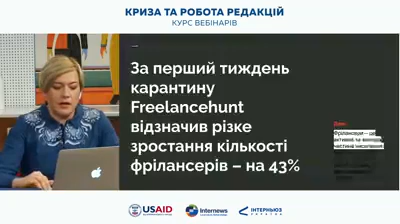 КРИЗА ТА РОБОТА РЕДАКЦІЙ
КУРС ВЕБІНАРІВ
За перший тиждень
карантину
Freelancehunt
відзначив різке
зростання кількості
фрілансерів – на 43%
USAID
Internews
ІНТЕРНЬЮЗ
УКРАЇНА